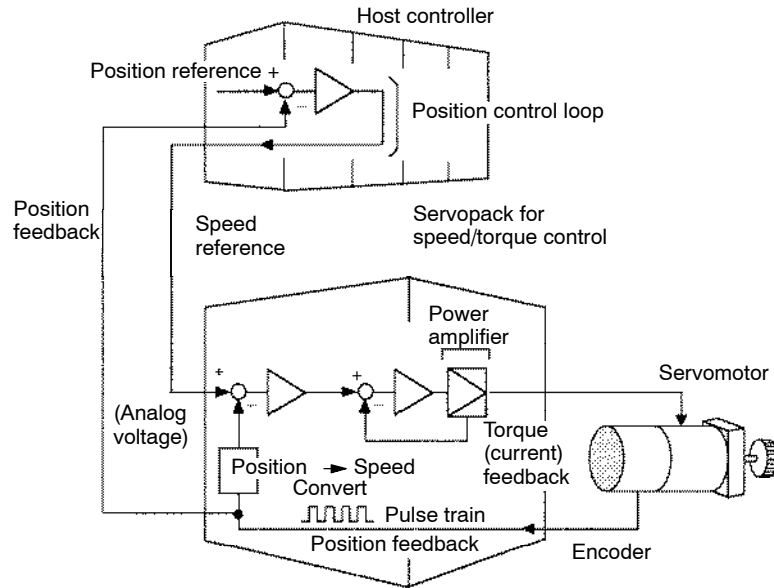 Host controller
Position reference +
–
Position control loop
Position
feedback
Speed
reference
Servopack for
speed/torque control
Power
amplifier
Servomotor
+
–
+
–
(Analog
voltage)
Torque
(current)
feedback
Position → Speed
Convert
Pulse train
Position feedback
Encoder